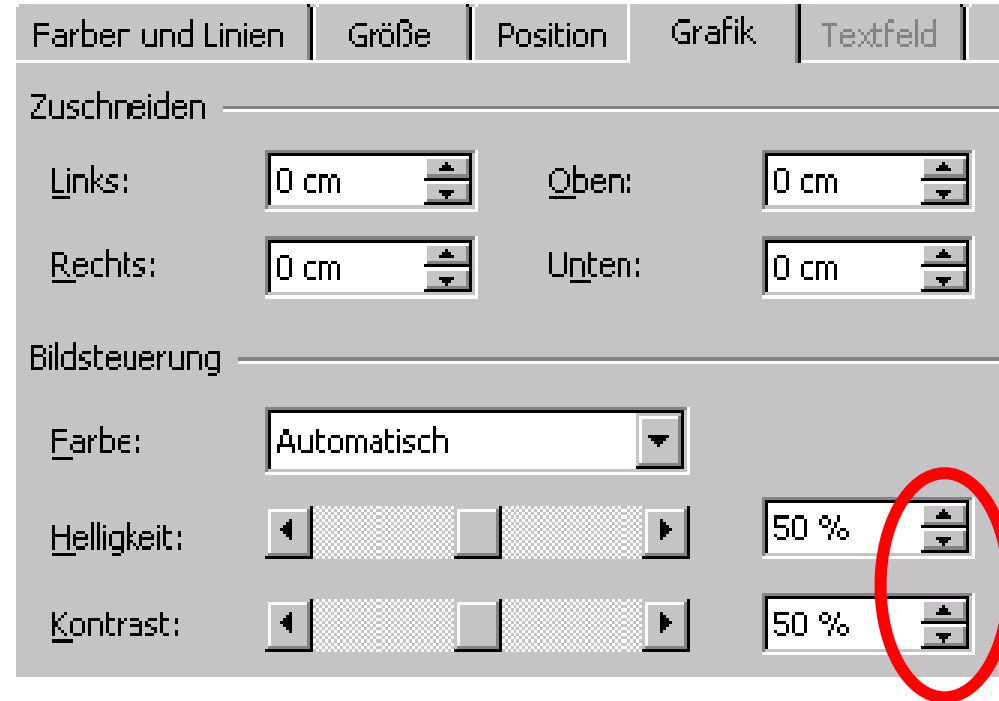 Farben und Linien Größe Position Grafik Textfeld
Zuschneiden
Links: 0 cm Oben: 0 cm
Rechts: 0 cm Unten: 0 cm
Bildsteuerung
Farbe: Automatisch
Helligkeit: 50 %
Kontrast: 50 %